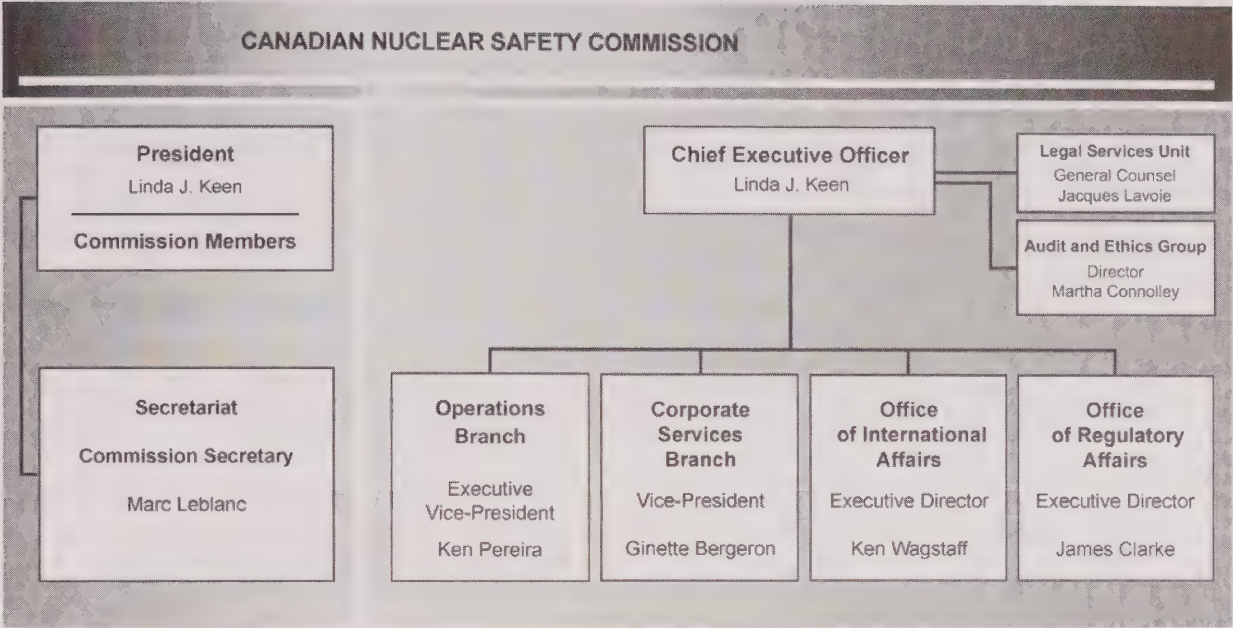 CANADIAN NUCLEAR SAFETY COMMISSION
President
Linda J. Keen
Commission Members
Secretariat
Commission Secretary
Marc Leblanc
Chief Executive Officer
Linda J. Keen
Legal Services Unit
General Counsel
Jacques Lavoie
Audit and Ethics Group
Director
Martha Connolley
Operations
Branch
Executive
Vice-President
Ken Pereira
Corporate
Services
Branch
Vice-President
Ginette Bergeron
Office
of International
Affairs
Executive Director
Ken Wagstaff
Office
of Regulatory
Affairs
Executive Director
James Clarke